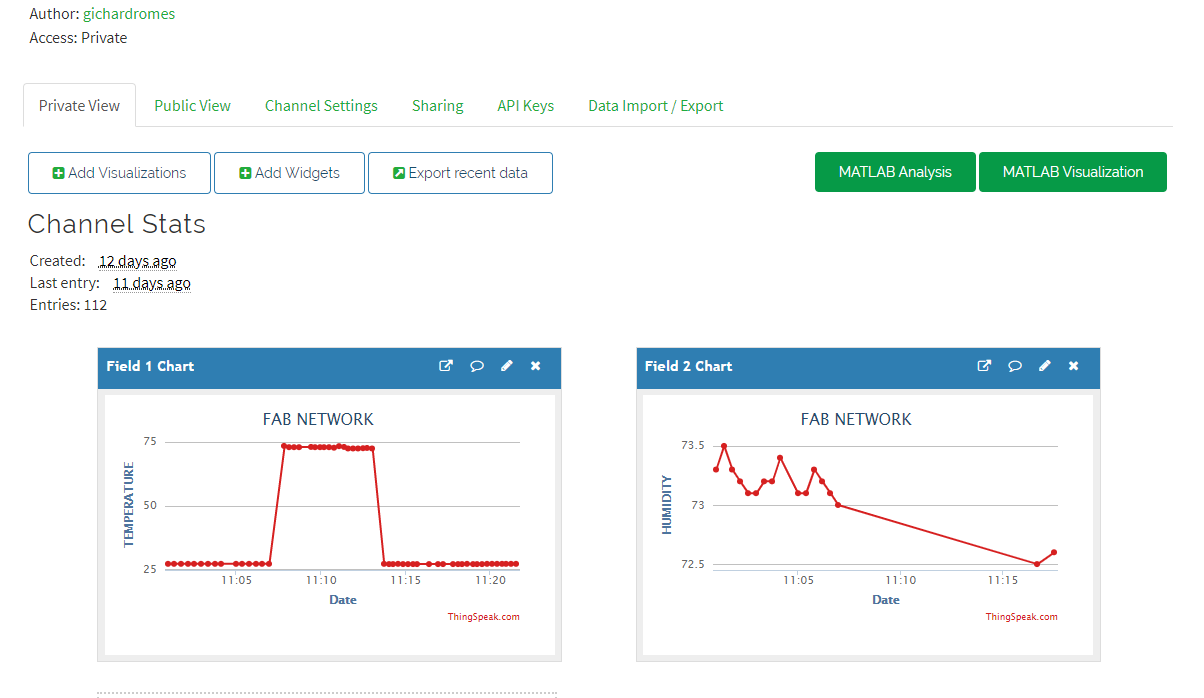 Author: gichardromes
Access: Private
Private View Public View Channel Settings Sharing API Keys Data Import / Export
Add Visualizations Add Widgets Export recent data MATLAB Analysis MATLAB Visualization
Channel Stats
Created: 12 days ago
Last entry: 11 days ago
Entries: 112
Field 1 Chart
FAB NETWORK
TEMPERATURE
75
50
25
11:05 11:10 11:15 11:20
Date
ThingSpeak.com
Field 2 Chart
FAB NETWORK
HUMIDITY
73.5
73
72.5
11:05 11:10 11:15
Date
ThingSpeak.com